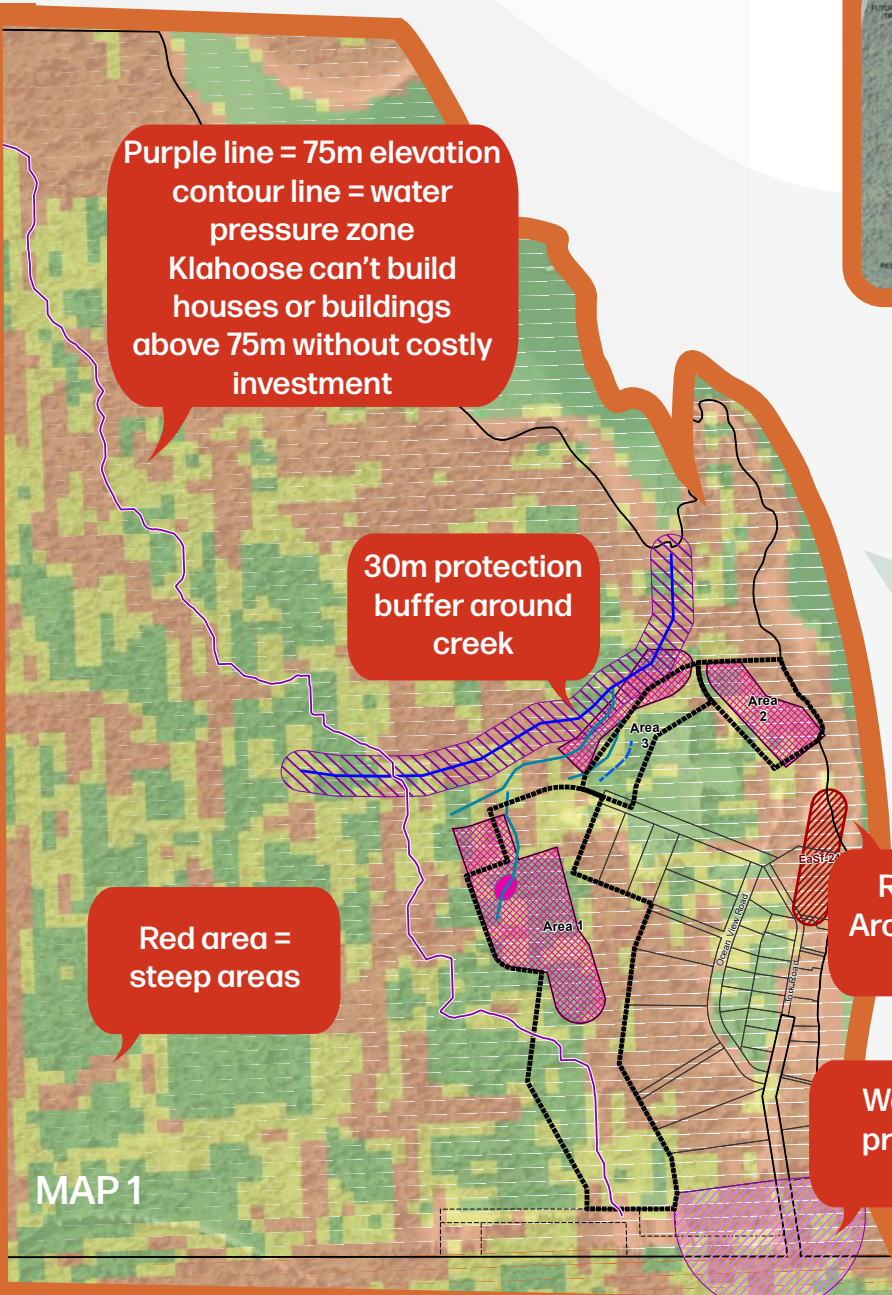 Purple line = 75m elevation
contour line = water
pressure zone
Klahoose can't build
houses or buildings
above 75m without costly
investment
30m protection
buffer around
creek
Area
2
Area
3
Ocean View Road
Area 1
Red area =
steep areas
MAP 1